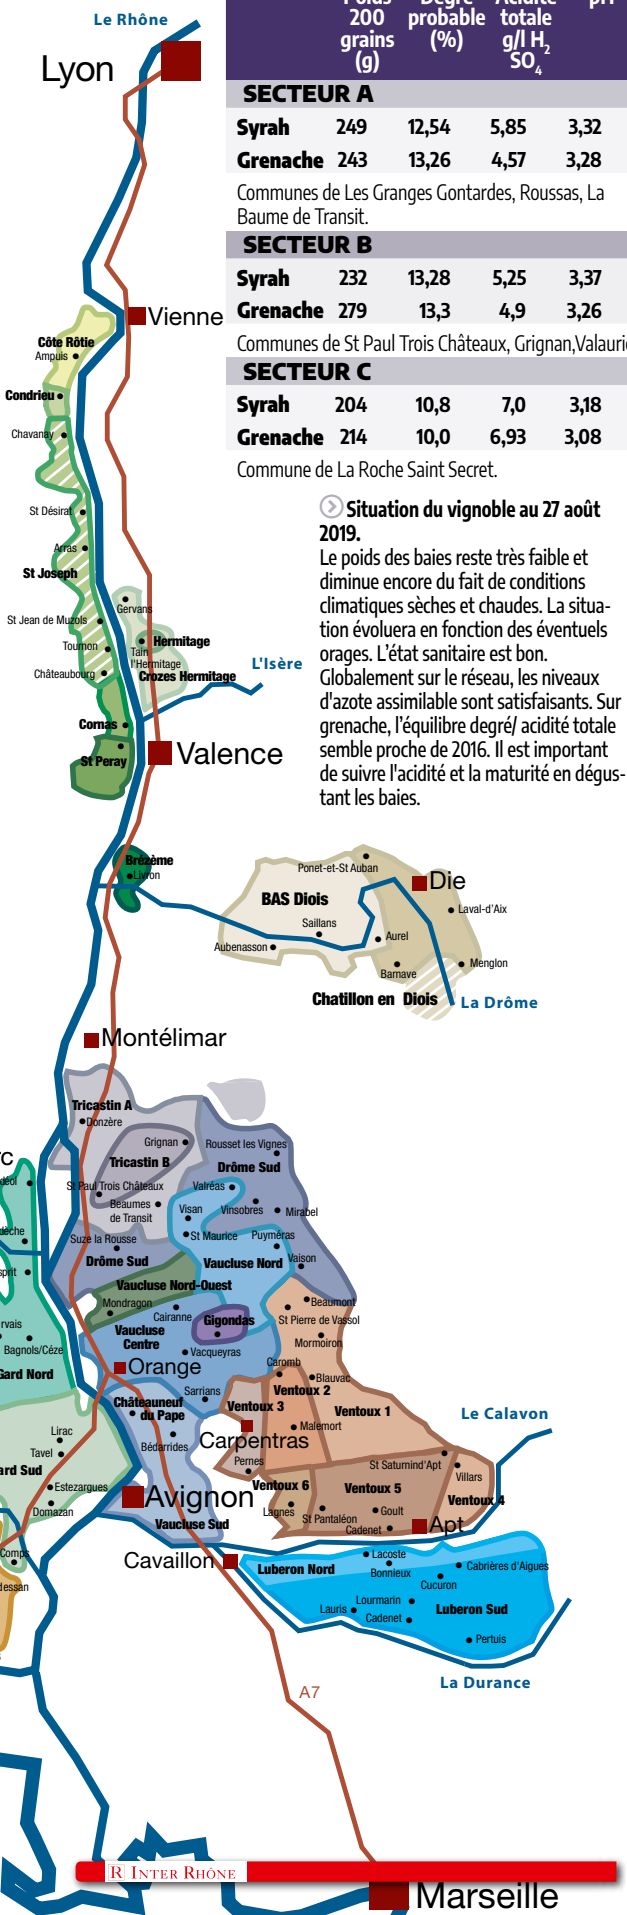 Le Rhône
Lyon
Poids 200 grains (g)
Degré probable (%)
Acidité totale g/l H2 SO4
pH
SECTEUR A
Syrah 249 12,54 5,85 3,32
Grenache 243 13,26 4,57 3,28
Communes de Les Granges Gontardes, Roussas, La
Baume de Transit.
SECTEUR B
Syrah 232 13,28 5,25 3,37
Grenache 279 13,3 4,9 3,26
Communes de St Paul Trois Châteaux, Grignan,Valauri
SECTEUR C
Syrah 204 10,8 7,0 3,18
Grenache 214 10,0 6,93 3,08
Commune de La Roche Saint Secret.
Situation du vignoble au 27 août
2019.
Le poids des baies reste très faible et
diminue encore du fait de conditions
climatiques sèches et chaudes. La situa-
tion évoluera en fonction des éventuels
orages. L'état sanitaire est bon.
Globalement sur le réseau, les niveaux
d'azote assimilable sont satisfaisants. Sur
grenache, l'équilibre degré/ acidité totale
semble proche de 2016. Il est important
de suivre l'acidité et la maturité en dégus-
tant les baies.
Vienne
Côte Rôtie
Ampuis
Condrieu
Chavanay
St Désirat
Arras
St Joseph
Gervans
St Jean de Muzols
Hermitage
Tournon
Tain
l'Hermitage
L'Isère
Châteaubourg
Crozes Hermitage
Cornas
St Peray
Valence
Brézème
Livron
Ponet-et-St Auban
Die
BAS Diois
Laval-d'Aix
Saillans
Aurel
Aubenasson
Barnave
Menglon
Chatillon en Diois
La Drôme
Montélimar
Tricastin A
Donzère
Grignan
Rousset les Vignes
Tricastin B
Drôme Sud
St Paul Trois Châteaux
Valréas
Beaumes
de Transit
Visan
Vinsobres
Mirabel
Suze la Rousse
St Maurice
Puyméras
Drôme Sud
Vaucluse Nord
Vaison
Vaucluse Nord-Ouest
Mondragon
Cairanne
Gigondas
Beaumont
St Pierre de Vassol
Vaucluse
Centre
Mormoiron
Bagnols/Céze
Vacqueyras
Caromb
Orange
Blauvac
Gard Nord
Sarrians
Ventoux 2
Châteauneuf
du Pape
Ventoux 3
Ventoux 1
Le Calavon
Lirac
Bédarrides
Carpentras
Malemort
Tavel
Pernes
St Saturnind'Apt
Villars
Estezargues
Ventoux 6
Ventoux 5
Ventoux 4
Avignon
Domazan
Lagnes
St Pantaléon
Goult
Cadenet
Apt
Vaucluse Sud
Comps
Cavaillon
Luberon Nord
Lacoste
Bonnieux
Cabrières d'Aigues
Cucuron
Lourmarin
Lauris
Cadenet
Luberon Sud
Pertuis
La Durance
A7
R INTER RHÔNE
Marseille